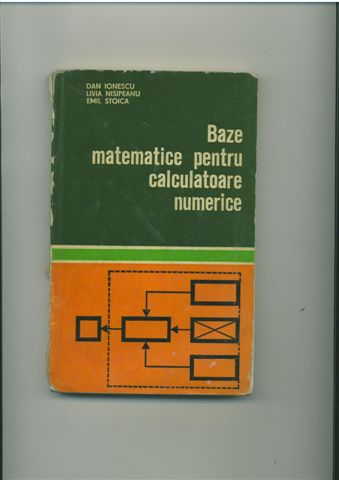 DAN IONESCU
LIVIA NISIPEANU
EMIL STOICA
Baze
matematice pentru
calculatoare
numerice